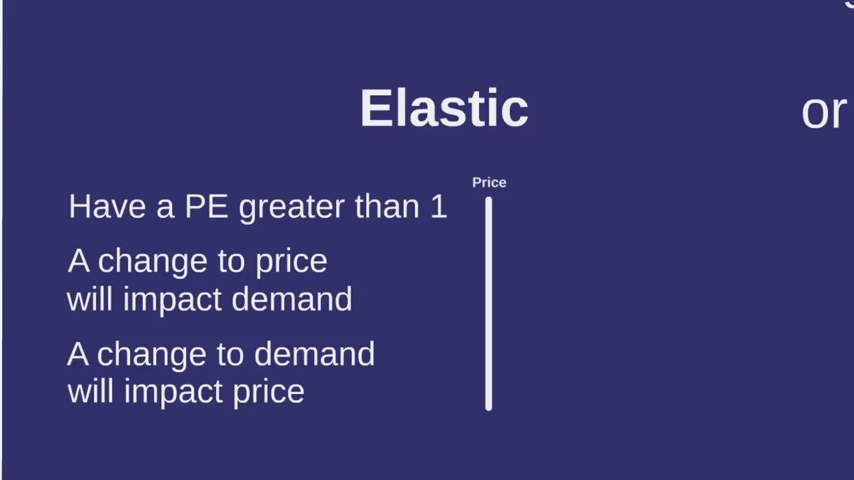 Elastic
or
Price
Have a PE greater than 1
A change to price
will impact demand
A change to demand
will impact price